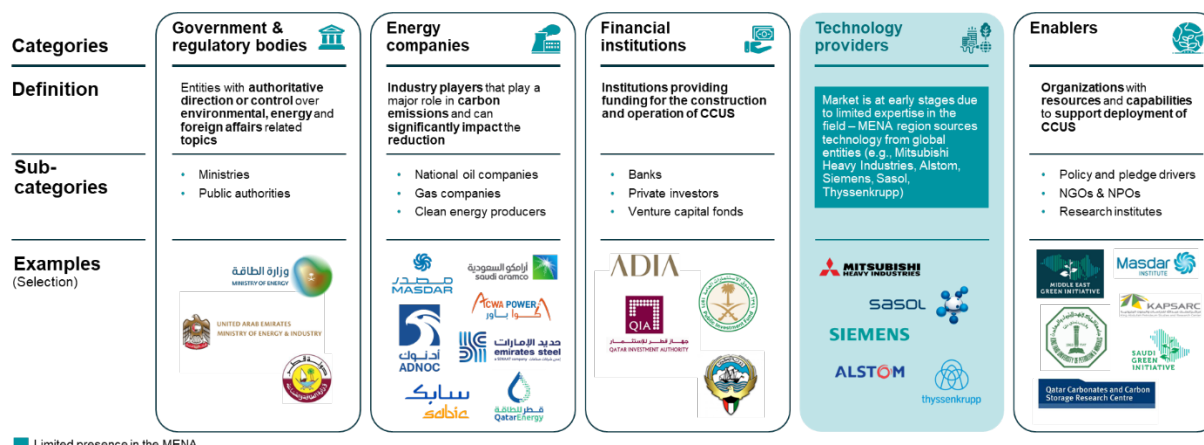 Categories
Government
& regulatory bodies
Energy
companies
Financial
institutions
Technology
providers
Enablers
Definition
Entities with authoritative
direction or control over
environmental, energy and
foreign affairs related
topics
Industry players that play a
major role in carbon
emissions and can
significantly impact the
reduction
Institutions providing
funding for the construction
and operation of CCUS
Market is at early stages due
to limited expertise in the
field – MENA region sources
technology from global
entities (e.g., Mitsubishi
Heavy Industries, Alstom,
Siemens, Sasol,
Thyssenkrupp)
Organizations with
resources and capabilities
to support deployment of
CCUS
Sub-
categories
• Ministries
• Public authorities
• National oil companies
• Gas companies
• Clean energy producers
• Banks
• Private investors
• Venture capital funds
• Policy and pledge drivers
• NGOs & NPOs
• Research institutes
Examples
(Selection)
وزارة الطاقة
MINISTRY OF ENERGY
UNITED ARAB EMIRATES
MINISTRY OF ENERGY & INDUSTRY
مصدر
MASDAR
أرامكو السعودية
saudi aramco
ACWA POWER
أكوا باور
أدنوك
ADNOC
حديد الإمارات
emirates steel
سابك
sabic
قطر للطاقة
QatarEnergy
ADIA
QIA
جهاز قطر للاستثمار
QATAR INVESTMENT AUTHORITY
Public Investment Fund
MITSUBISHI
HEAVY INDUSTRIES
sasol
SIEMENS
ALSTOM
thyssenkrupp
MIDDLE EAST
GREEN INITIATIVE
Masdar
INSTITUTE
KAPSARC
SAUDI
GREEN
INITIATIVE
Qatar Carbonates and Carbon
Storage Research Centre
Limited presence in the MENA